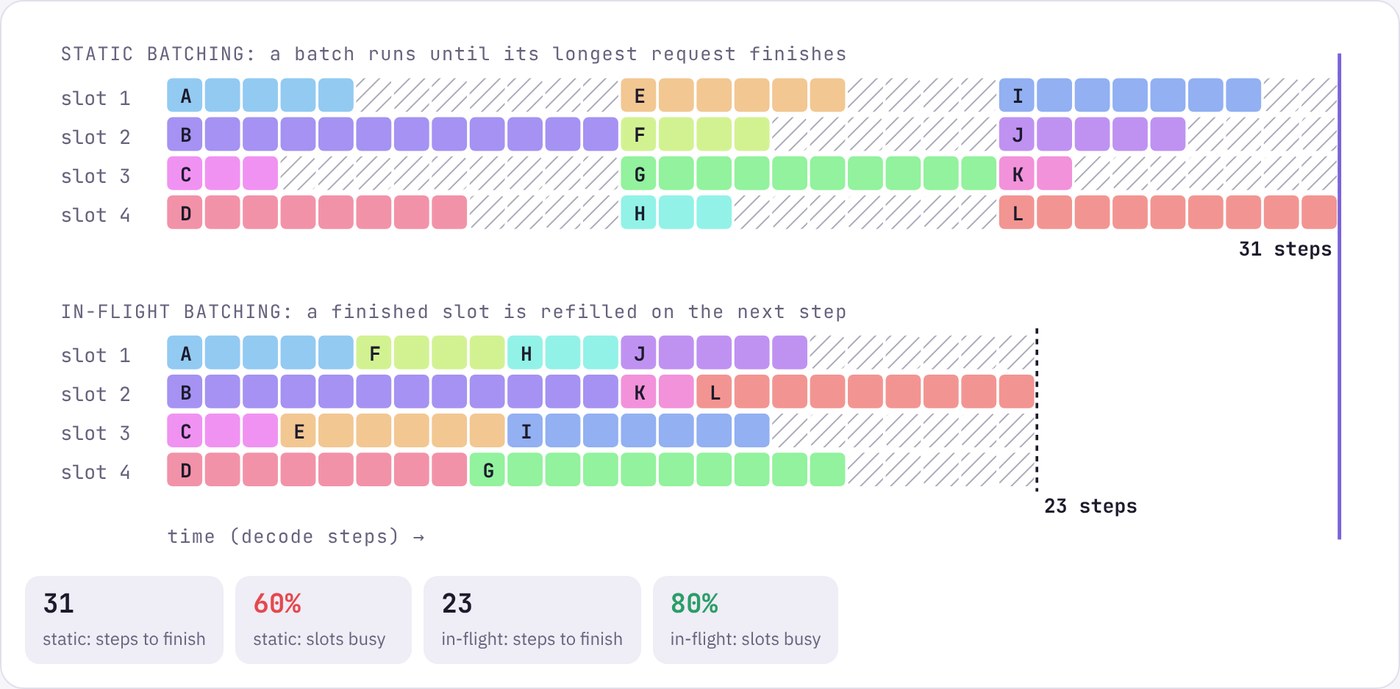 STATIC BATCHING: a batch runs until its longest request finishes
slot 1 A E I
slot 2 B F J
slot 3 C G K
slot 4 D H L
31 steps
IN-FLIGHT BATCHING: a finished slot is refilled on the next step
slot 1 A F H J
slot 2 B K L
slot 3 C E I
slot 4 D G
23 steps
time (decode steps) →
31 60% 23 80%
static: steps to finish static: slots busy in-flight: steps to finish in-flight: slots busy